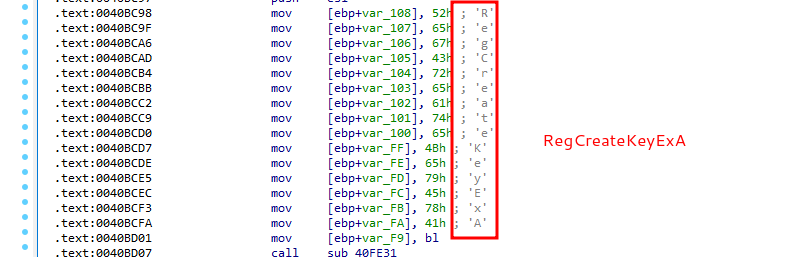 push    esi
.text:0040BC98    mov    [ebp+var_108], 52h ; 'R'
.text:0040BC9F    mov    [ebp+var_107], 65h ; 'e'
.text:0040BCA6    mov    [ebp+var_106], 67h ; 'g'
.text:0040BCAD    mov    [ebp+var_105], 43h ; 'C'
.text:0040BCB4    mov    [ebp+var_104], 72h ; 'r'
.text:0040BCBB    mov    [ebp+var_103], 65h ; 'e'
.text:0040BCC2    mov    [ebp+var_102], 61h ; 'a'
.text:0040BCC9    mov    [ebp+var_101], 74h ; 't'
.text:0040BCD0    mov    [ebp+var_100], 65h ; 'e'
.text:0040BCD7    mov    [ebp+var_FF], 4Bh ; 'K'
.text:0040BCDE    mov    [ebp+var_FE], 65h ; 'e'
.text:0040BCE5    mov    [ebp+var_FD], 79h ; 'y'
.text:0040BCEC    mov    [ebp+var_FC], 45h ; 'E'
.text:0040BCF3    mov    [ebp+var_FB], 78h ; 'x'
.text:0040BCFA    mov    [ebp+var_FA], 41h ; 'A'
.text:0040BD01    mov    [ebp+var_F9], bl
.text:0040BD07    call    sub_40FE31
RegCreateKeyExA